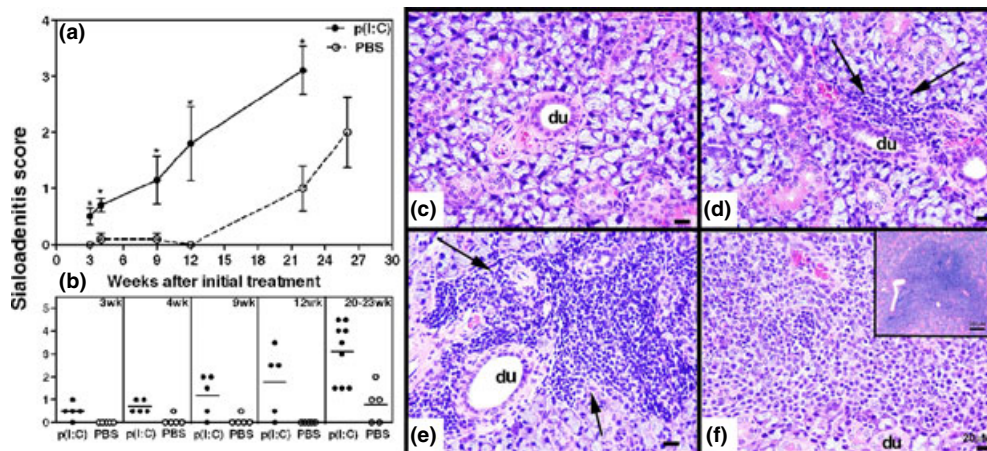 (a)
p(I:C)
PBS
Sialoadenitis score
4
3
2
1
0
0 3 6 9 12 15 18 21 24 27 30
Weeks after initial treatment
* * * * *
(b)
3wk 4wk 9wk 12wk 20-23wk
5
4
3
2
1
0
p(I:C) PBS p(I:C) PBS p(I:C) PBS p(I:C) PBS p(I:C) PBS
du
(c)
du
(d)
du
(e)
du
(f)